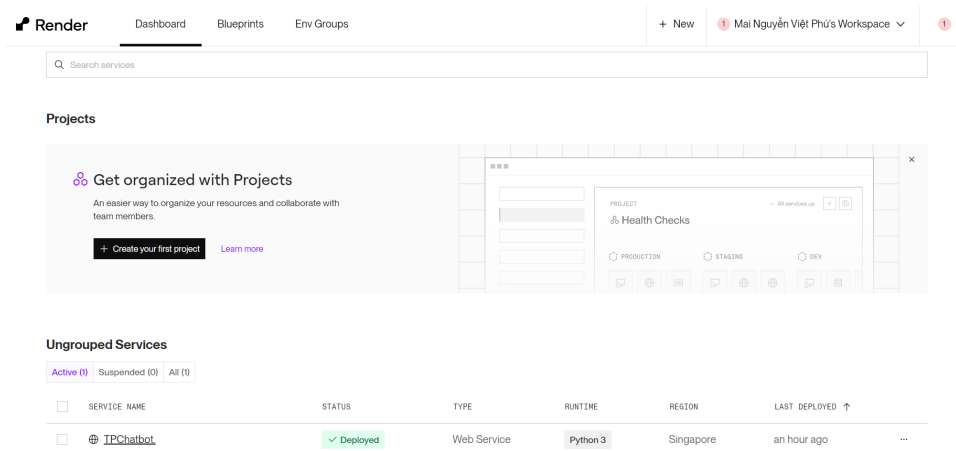 Render Dashboard Blueprints Env Groups + New 1 Mai Nguyễn Việt Phú's Workspace 1
Search services
Projects
Get organized with Projects
An easier way to organize your resources and collaborate with
team members.
+ Create your first project Learn more
PROJECT
All services up
Health Checks
PRODUCTION STAGING DEV
Ungrouped Services
Active (1) Suspended (0) All (1)
SERVICE NAME STATUS TYPE RUNTIME REGION LAST DEPLOYED ↑
TPChatbot. ✓ Deployed Web Service Python 3 Singapore an hour ago ...